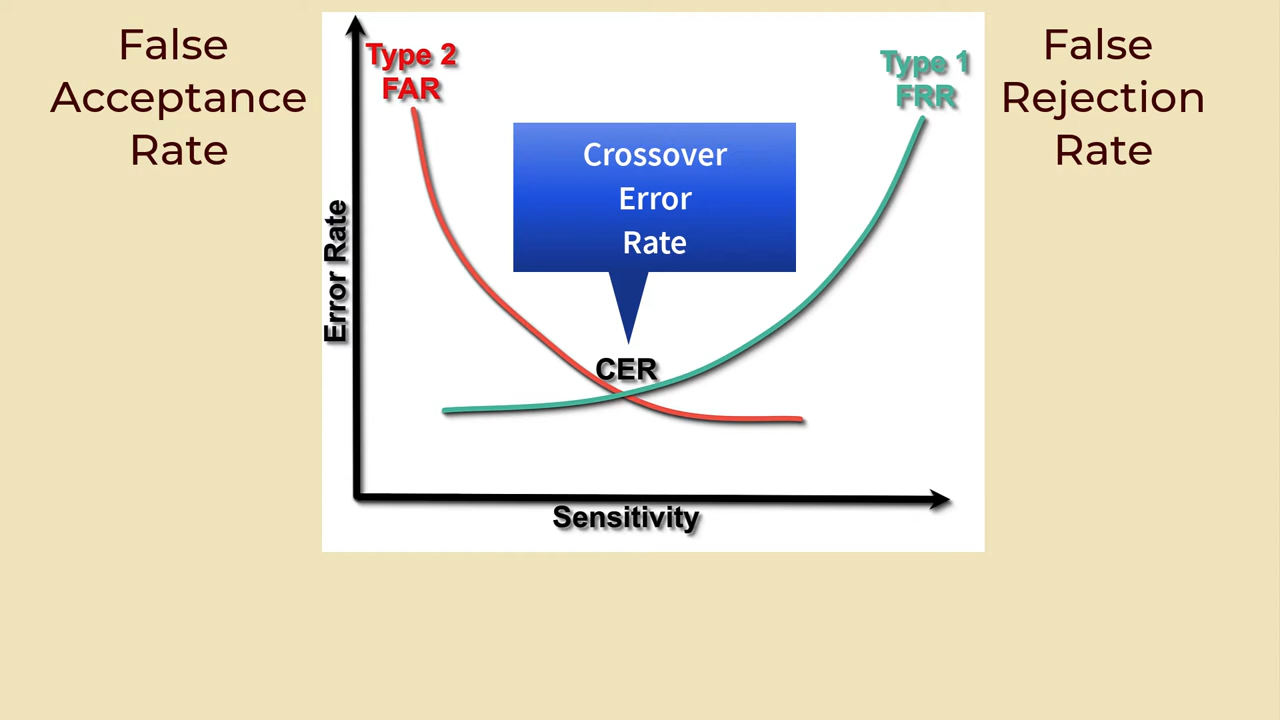 False
Acceptance
Rate
Type 2
FAR
Type 1
FRR
False
Rejection
Rate
Crossover
Error
Rate
CER
Error Rate
Sensitivity